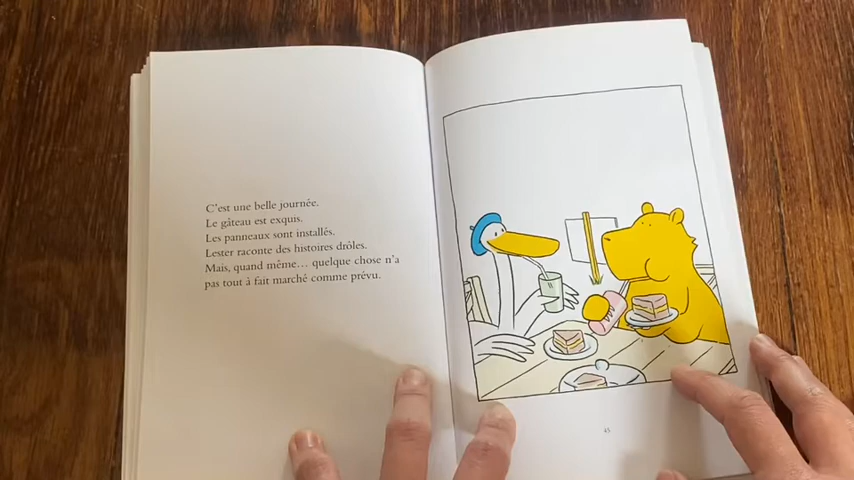 C'est une belle journée.
Le gâteau est exquis.
Les panneaux sont installés.
Lester raconte des histoires drôles.
Mais, quand même… quelque chose n'a
pas tout à fait marché comme prévu.
45